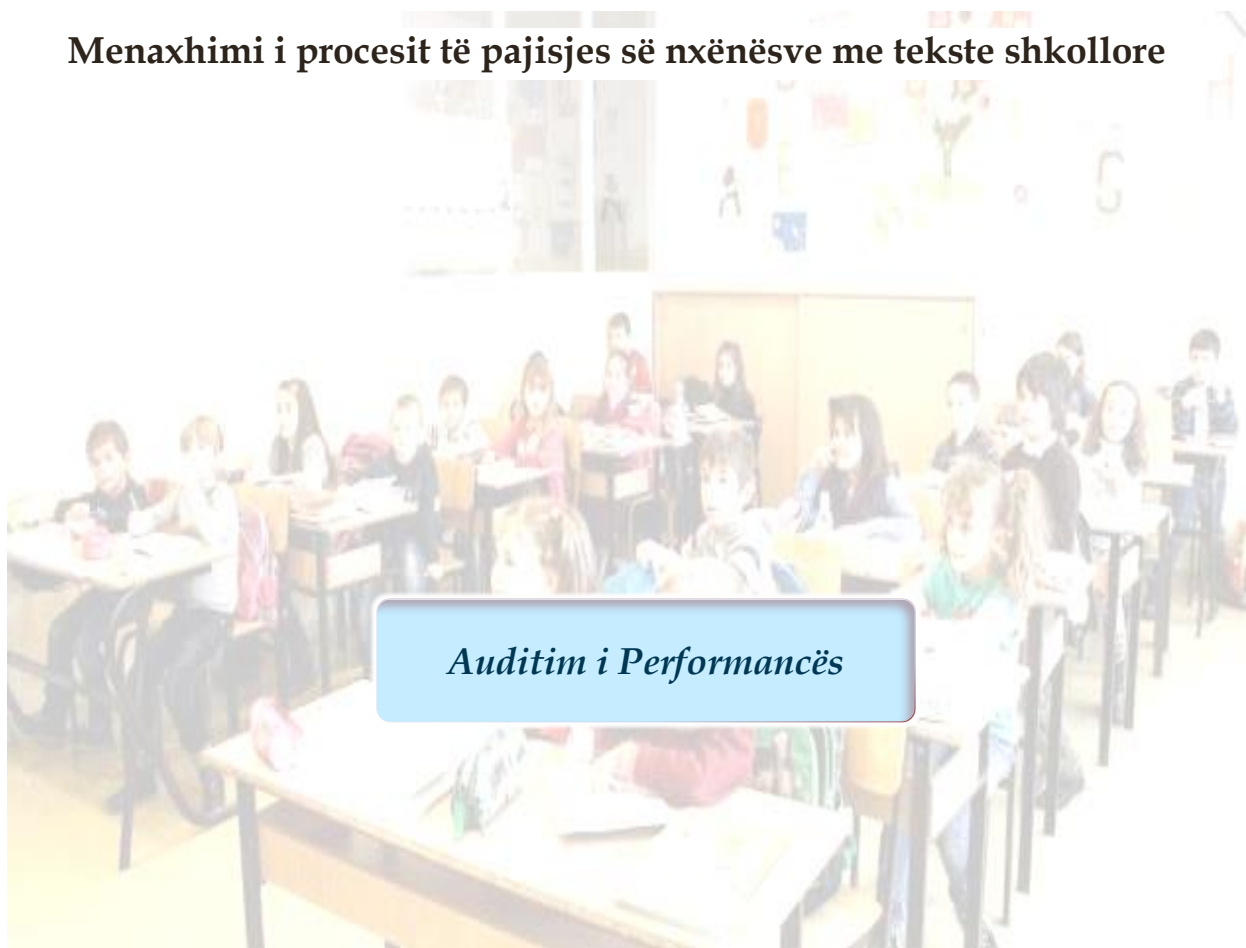 Menaxhimi i procesit të pajisjes së nxënësve me tekste shkollore
Auditim i Performancës